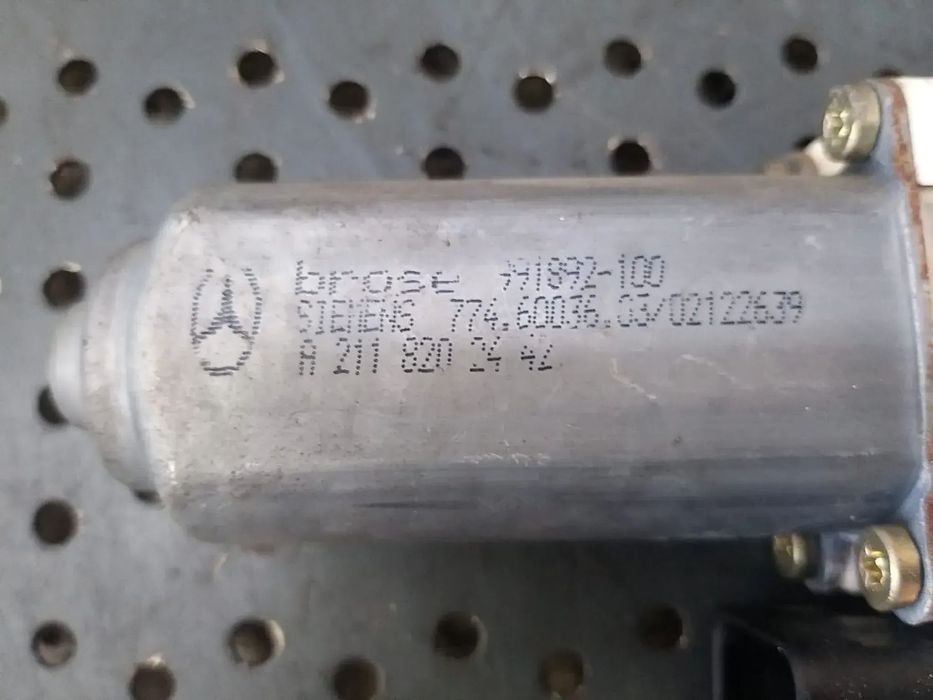 brose 991892-100
SIEMENS 774.60036.03/02122639
A 211 820 24 42